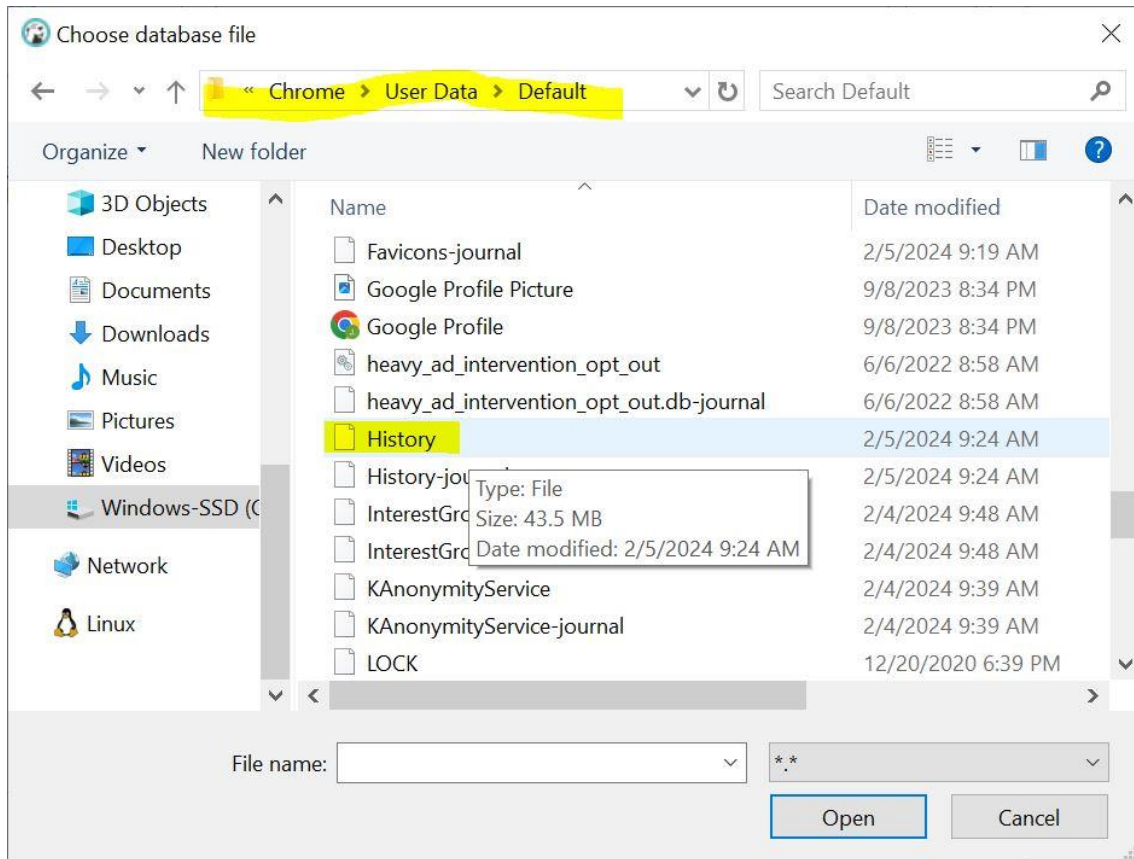 Choose database file
« Chrome > User Data > Default
Search Default
Organize
New folder
?
3D Objects
Desktop
Documents
Downloads
Music
Pictures
Videos
Windows-SSD (C
Network
Linux
Name Date modified
Favicons-journal 2/5/2024 9:19 AM
Google Profile Picture 9/8/2023 8:34 PM
Google Profile 9/8/2023 8:34 PM
heavy_ad_intervention_opt_out 6/6/2022 8:58 AM
heavy_ad_intervention_opt_out.db-journal 6/6/2022 8:58 AM
History 2/5/2024 9:24 AM
History-jou 2/5/2024 9:24 AM
InterestGro 2/4/2024 9:48 AM
InterestGro 2/4/2024 9:48 AM
KAnonymityService 2/4/2024 9:39 AM
KAnonymityService-journal 2/4/2024 9:39 AM
LOCK 12/20/2020 6:39 PM
Type: File
Size: 43.5 MB
Date modified: 2/5/2024 9:24 AM
File name:
*.*
Open
Cancel